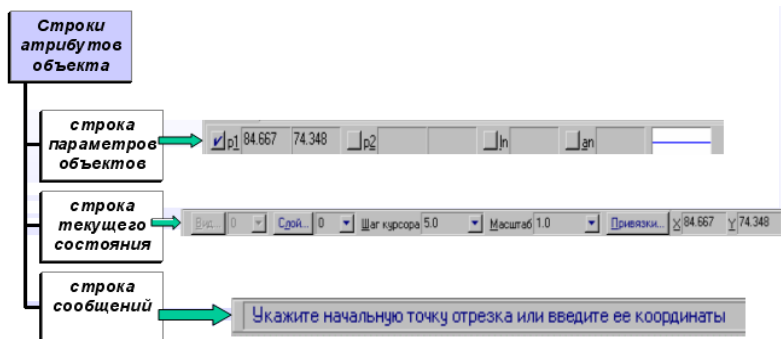 Строки
атрибутов
объекта
строка
параметров
объектов
p1 84.667 74.348 p2 ln an
строка
текущего
состояния
Вид... 0 Слой... 0 Шаг курсора 5.0 Масштаб 1.0 Привязки... X 84.667 Y 74.348
строка
сообщений
Укажите начальную точку отрезка или введите ее координаты